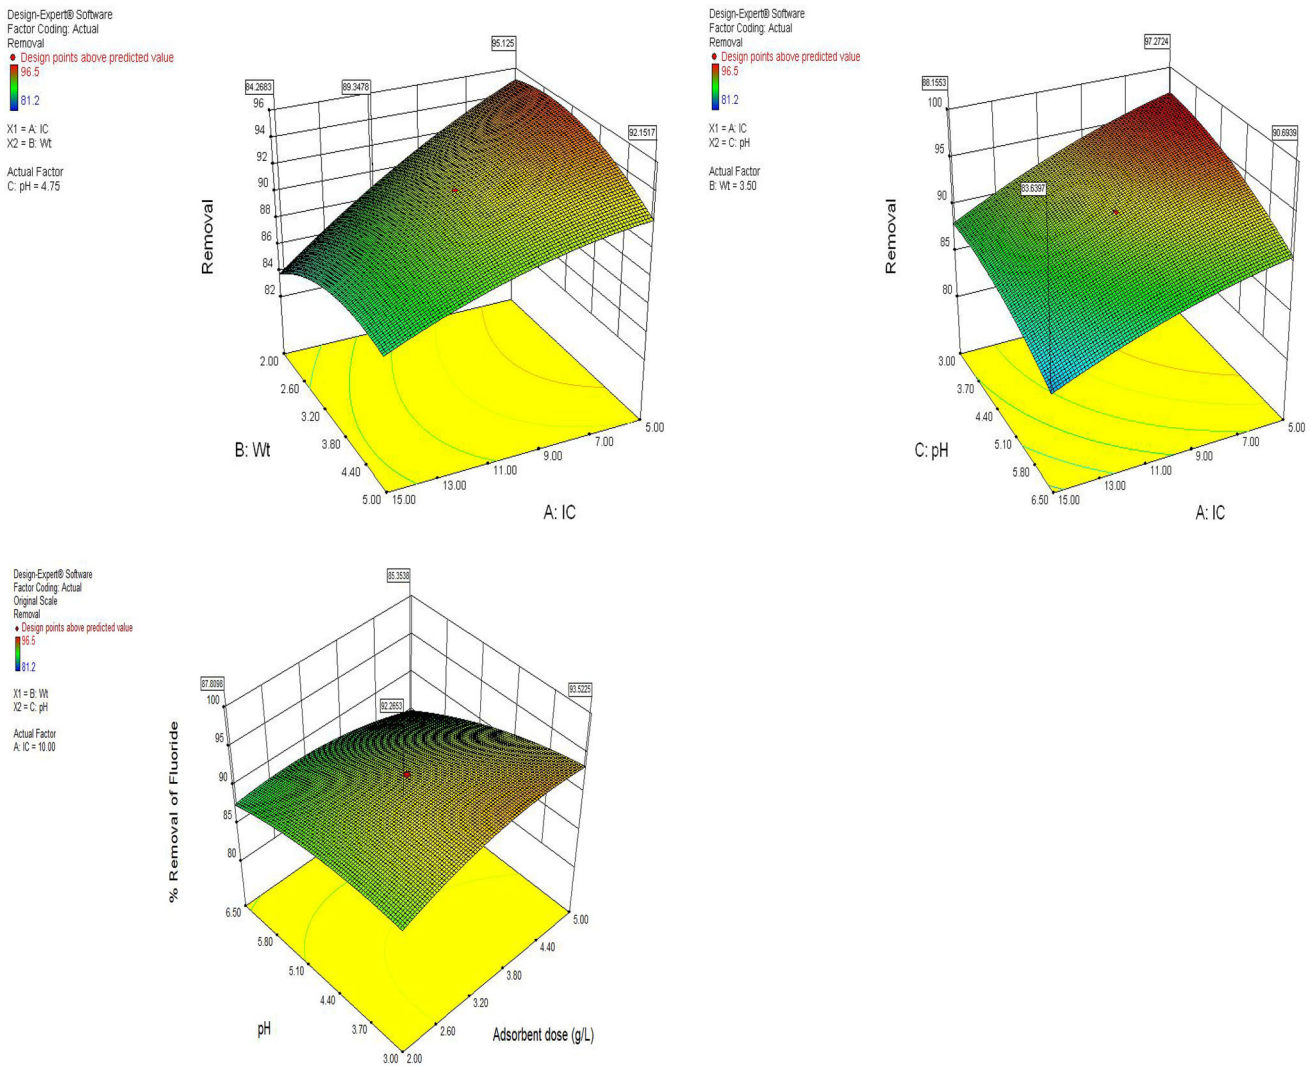 Design-Expert® Software
Factor Coding: Actual
Removal
Design points above predicted value
96.5
81.2
X1 = A: IC
X2 = B: Wt
Actual Factor
C: pH = 4.75
95.125
84.2683
89.3478
92.1517
96
94
92
90
88
86
84
82
Removal
2.00
2.60
3.20
3.80
4.40
5.00
B: Wt
15.00
13.00
11.00
9.00
7.00
5.00
A: IC
Design-Expert® Software
Factor Coding: Actual
Removal
Design points above predicted value
96.5
81.2
X1 = A: IC
X2 = C: pH
Actual Factor
B: Wt = 3.50
97.2724
88.1553
90.6939
83.6397
100
95
90
85
80
Removal
3.00
3.70
4.40
5.10
5.80
6.50
C: pH
15.00
13.00
11.00
9.00
7.00
5.00
A: IC
Design-Expert® Software
Factor Coding: Actual
Original Scale
Removal
Design points above predicted value
96.5
81.2
X1 = B: Wt
X2 = C: pH
Actual Factor
A: IC = 10.00
85.3538
87.8098
93.5225
92.2653
100
95
90
85
80
% Removal of Fluoride
6.50
5.80
5.10
4.40
3.70
3.00
pH
2.00
2.60
3.20
3.80
4.40
5.00
Adsorbent dose (g/L)